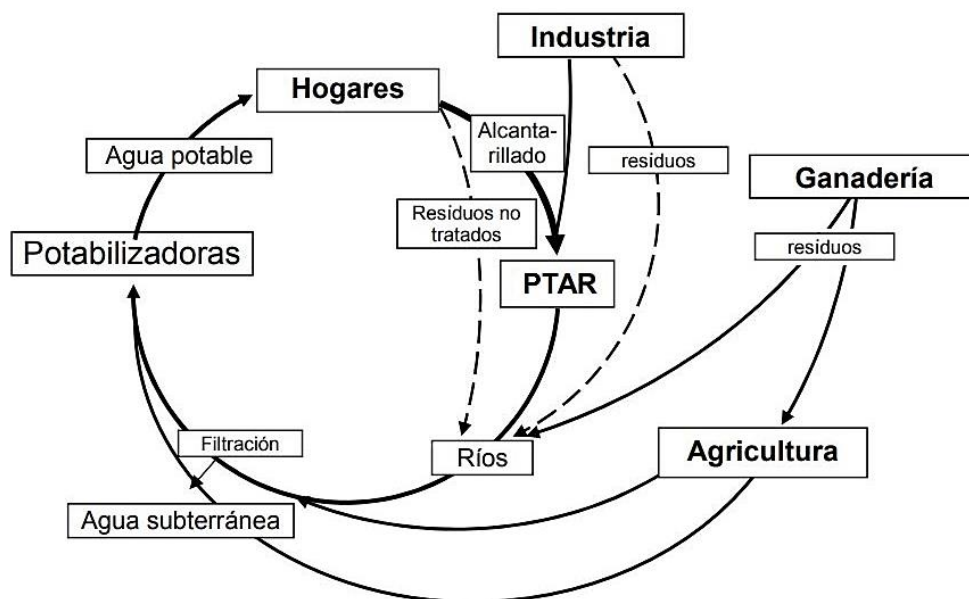 Industria
Hogares
Alcanta-
rillado
Agua potable
residuos
Ganadería
Residuos no
tratados
residuos
Potabilizadoras
PTAR
Filtración
Ríos
Agricultura
Agua subterránea